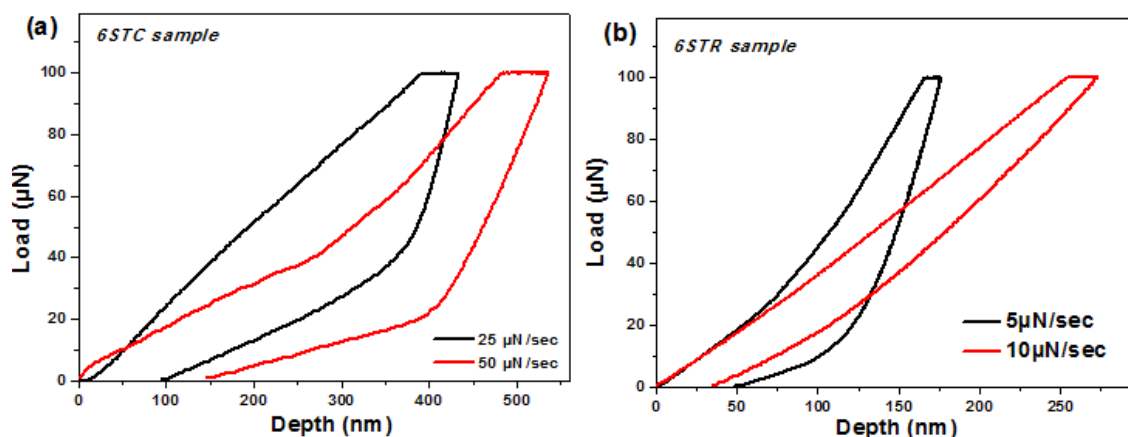 (a)
6STC sample
100
80
60
40
20
0
Load (µN)
0 100 200 300 400 500
Depth (nm)
25 µN/sec
50 µN/sec
(b)
6STR sample
100
80
60
40
20
0
Load (µN)
0 50 100 150 200 250
Depth (nm)
5µN/sec
10µN/sec